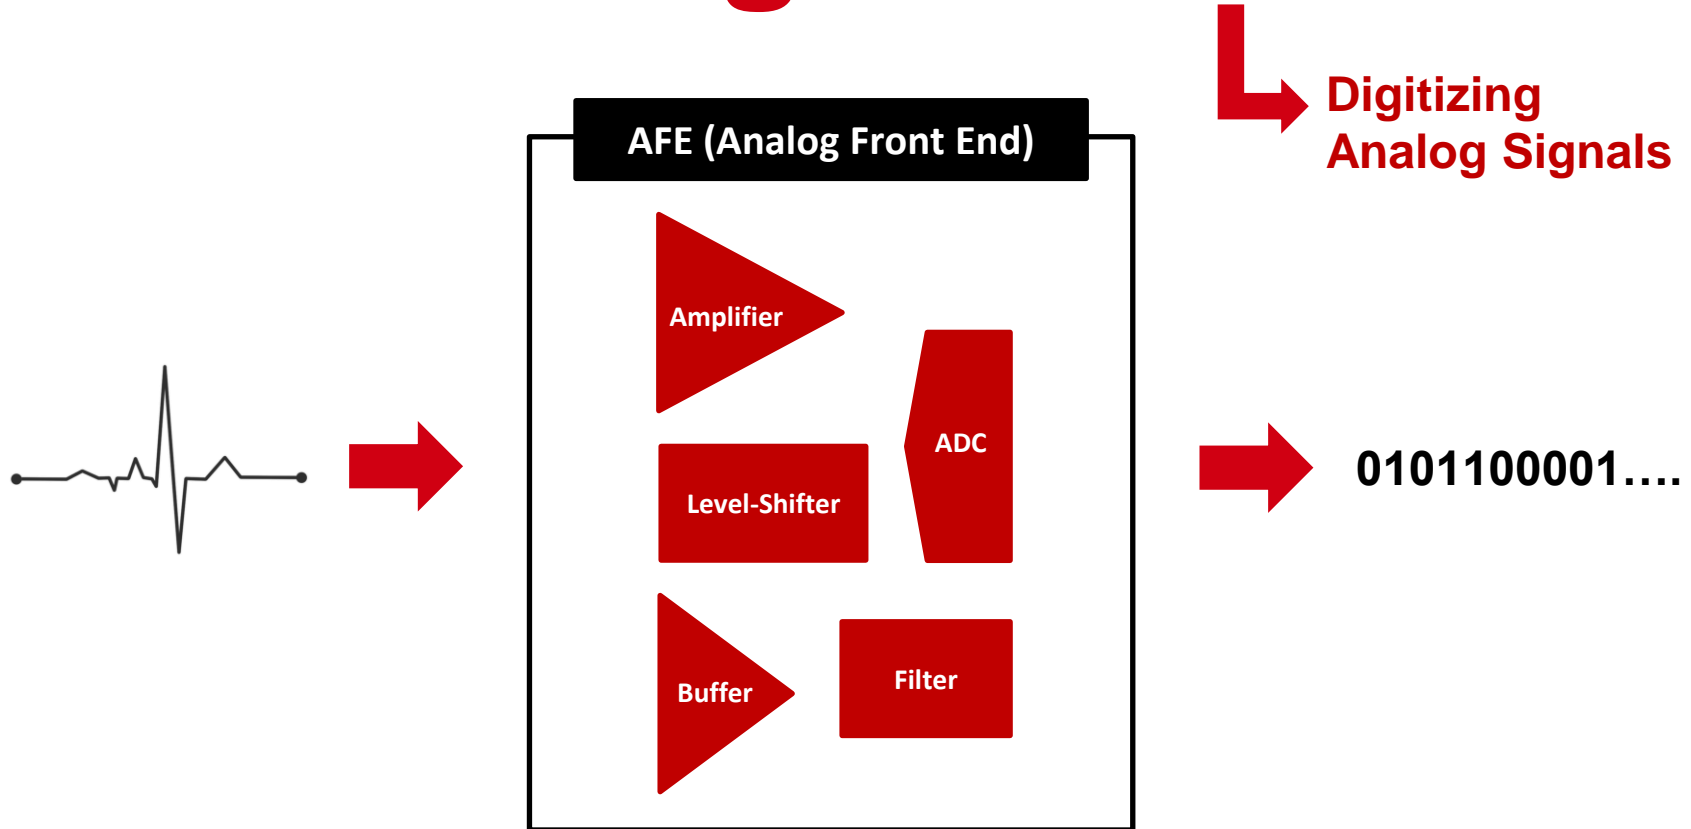 Digitizing
Analog Signals
AFE (Analog Front End)
Amplifier
ADC
Level-Shifter
0101100001....
Buffer
Filter